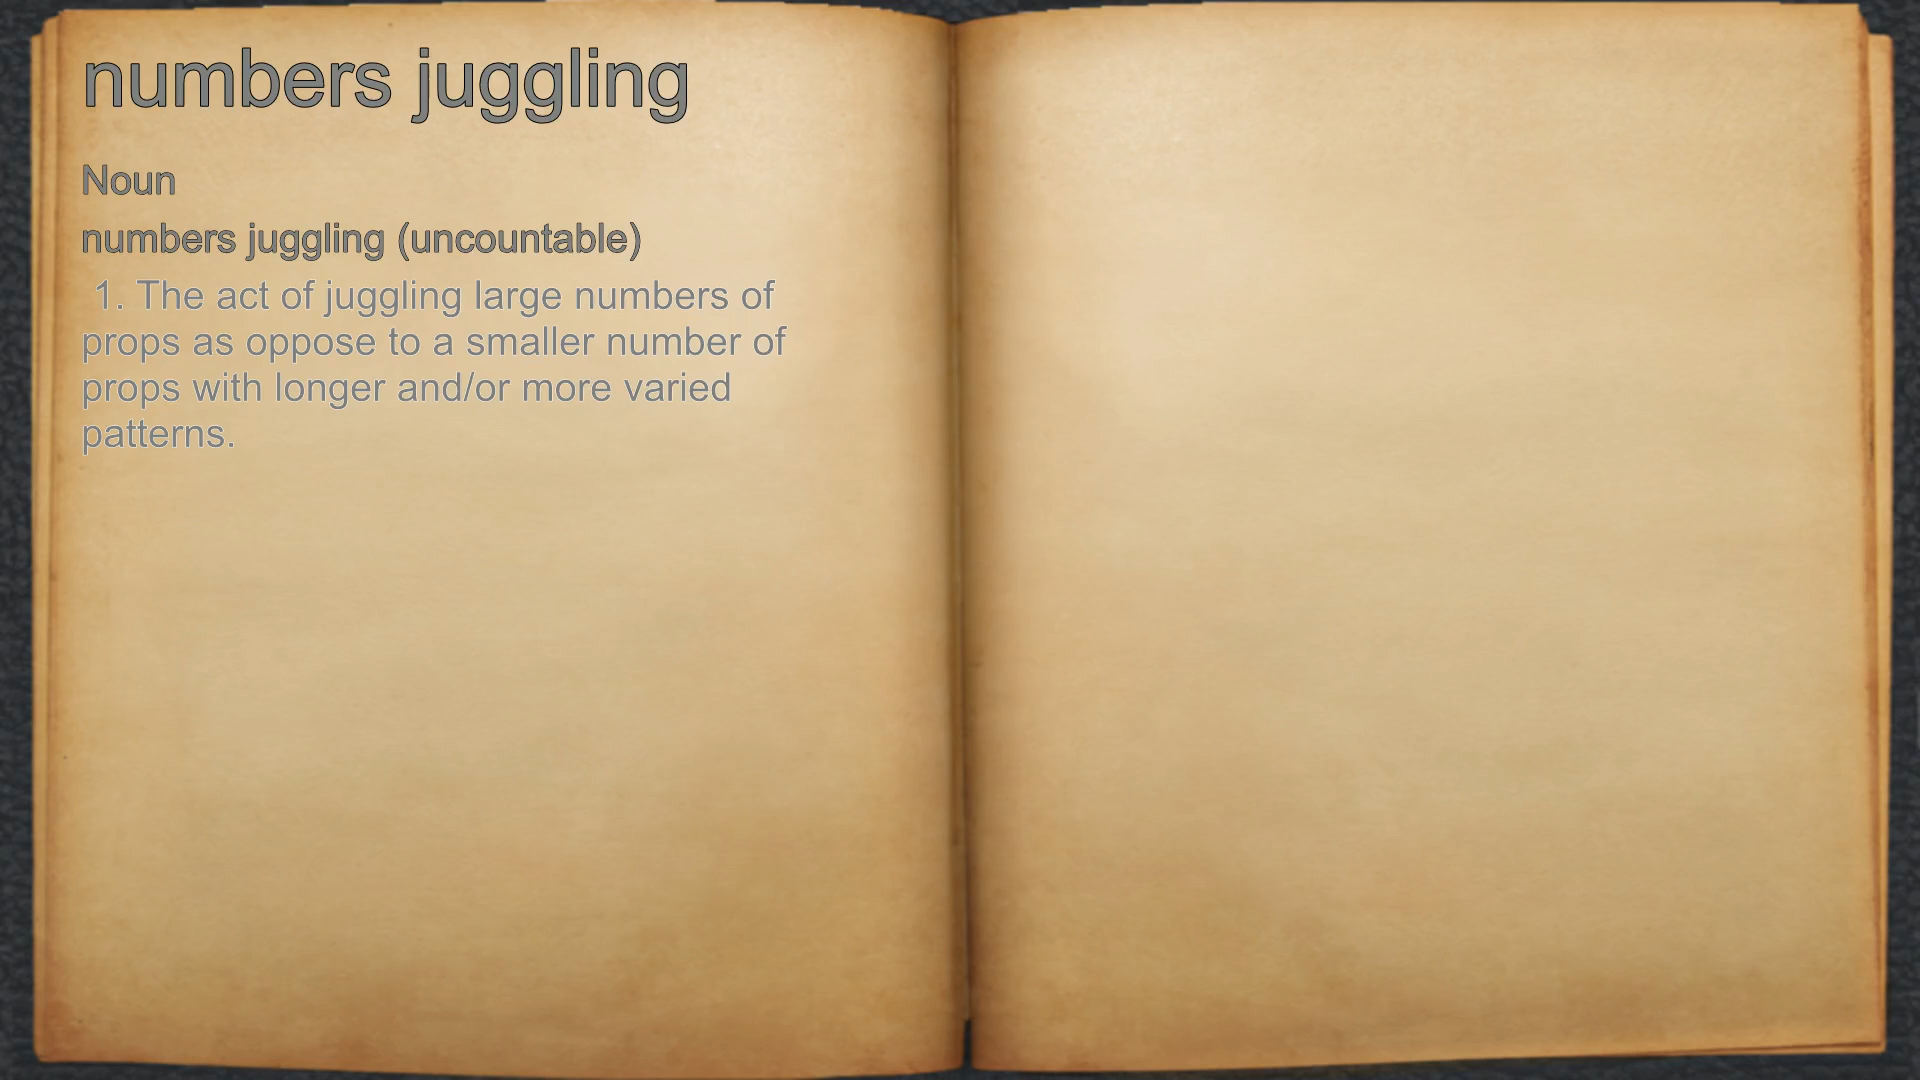 numbers juggling
Noun
numbers juggling (uncountable)
1. The act of juggling large numbers of
props as oppose to a smaller number of
props with longer and/or more varied
patterns.